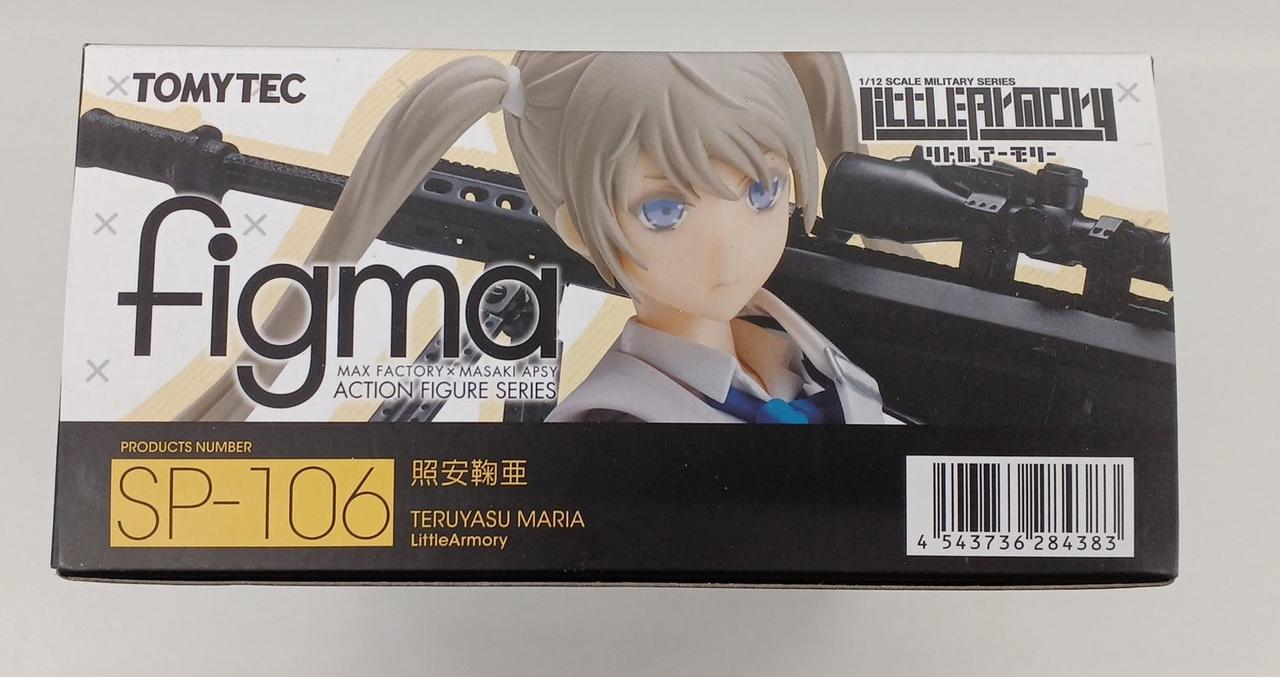 TOMYTEC
1/12 SCALE MILITARY SERIES
LittLEArmory
リトルアーモリー
figma
MAX FACTORY × MASAKI APSY
ACTION FIGURE SERIES
PRODUCTS NUMBER
SP-106
照安鞠亜
TERUYASU MARIA
LittleArmory
4 543736 284383